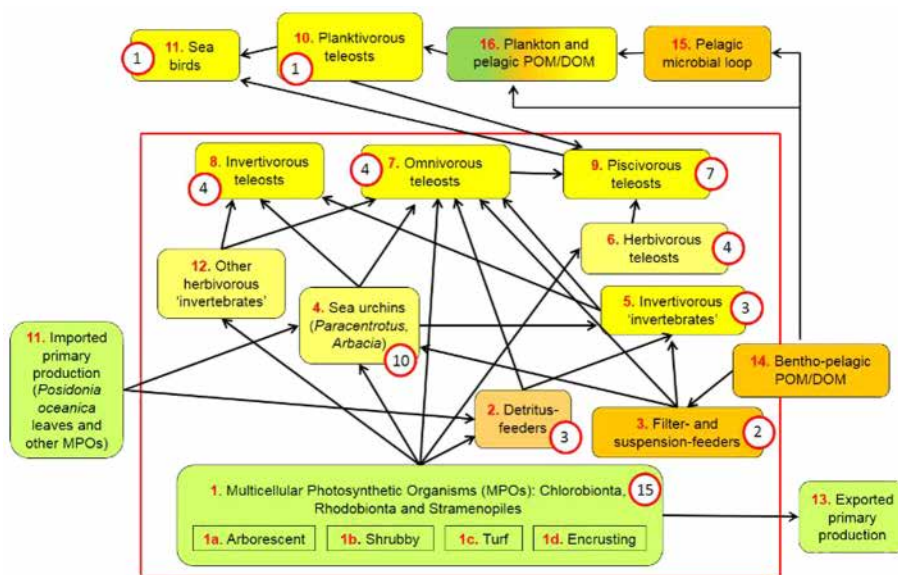 11. Sea
birds
1
10. Planktivorous
teleosts
1
16. Plankton and
pelagic POM/DOM
15. Pelagic
microbial loop
8. Invertivorous
teleosts
4
4
7. Omnivorous
teleosts
9. Piscivorous
teleosts
7
6. Herbivorous
teleosts
4
12. Other
herbivorous
'invertebrates'
4. Sea urchins
(Paracentrotus,
Arbacia)
10
5. Invertivorous
'invertebrates'
3
11. Imported
primary
production
(Posidonia
oceanica
leaves and
other MPOs)
14. Bentho-pelagic
POM/DOM
2. Detritus-
feeders
3
3. Filter- and
suspension-feeders
2
1. Multicellular Photosynthetic Organisms (MPOs): Chlorobionta,
Rhodobionta and Stramenopiles
15
1a. Arborescent
1b. Shrubby
1c. Turf
1d. Encrusting
13. Exported
primary
production